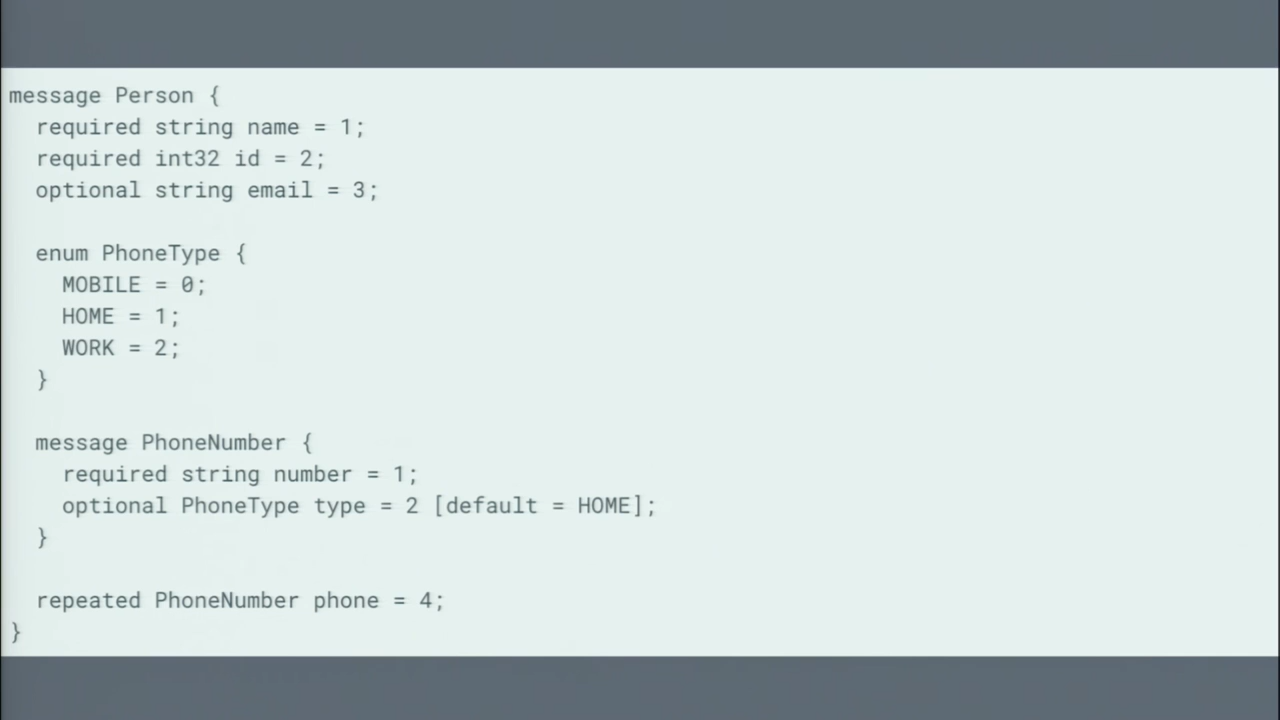 message Person {
  required string name = 1;
  required int32 id = 2;
  optional string email = 3;

  enum PhoneType {
    MOBILE = 0;
    HOME = 1;
    WORK = 2;
  }

  message PhoneNumber {
    required string number = 1;
    optional PhoneType type = 2 [default = HOME];
  }

  repeated PhoneNumber phone = 4;
}